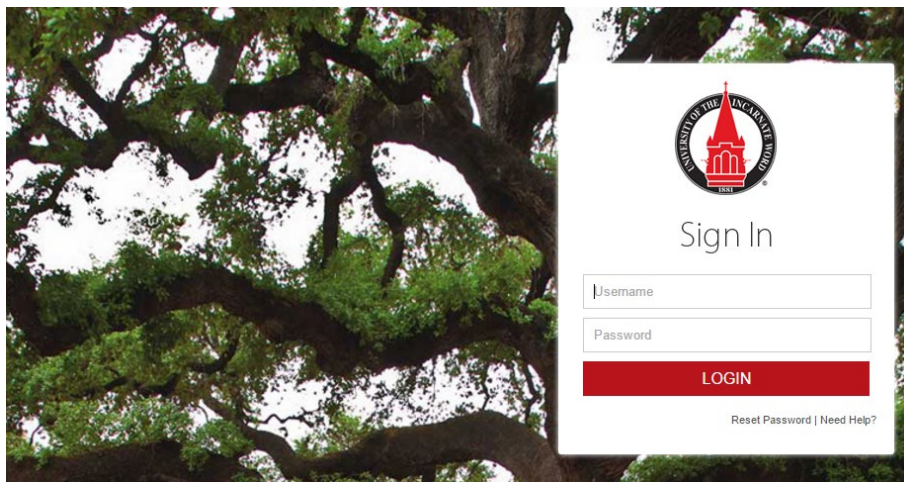 UNIVERSITY OF THE INCARNATE WORD
1881
®
Sign In
Username
Password
LOGIN
Reset Password | Need Help?